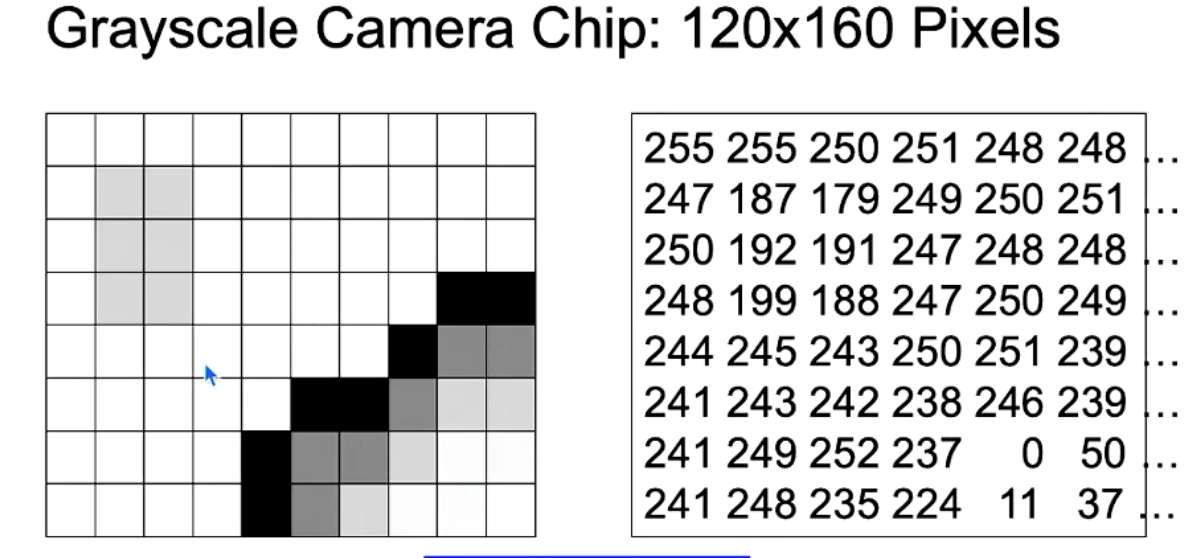 Grayscale Camera Chip: 120x160 Pixels
255 255 250 251 248 248 ...
247 187 179 249 250 251 ...
250 192 191 247 248 248 ...
248 199 188 247 250 249 ...
244 245 243 250 251 239 ...
241 243 242 238 246 239 ...
241 249 252 237 0 50 ...
241 248 235 224 11 37 ...